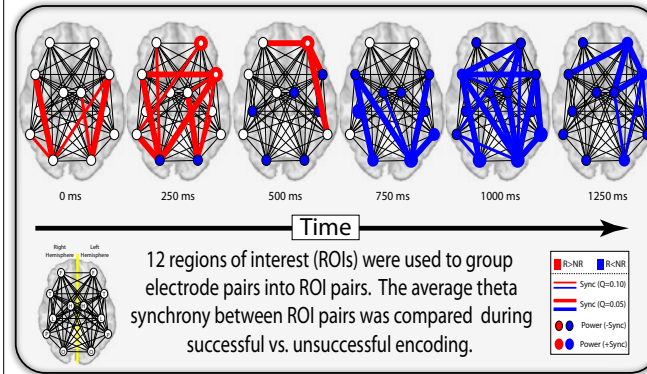 0 ms
250 ms
500 ms
750 ms
1000 ms
1250 ms
Time
Right
Hemisphere
Left
Hemisphere
12 regions of interest (ROIs) were used to group
electrode pairs into ROI pairs. The average theta
synchrony between ROI pairs was compared during
successful vs. unsuccessful encoding.
R>NR
R<NR
Sync (Q=0.10)
Sync (Q=0.05)
Power (-Sync)
Power (+Sync)